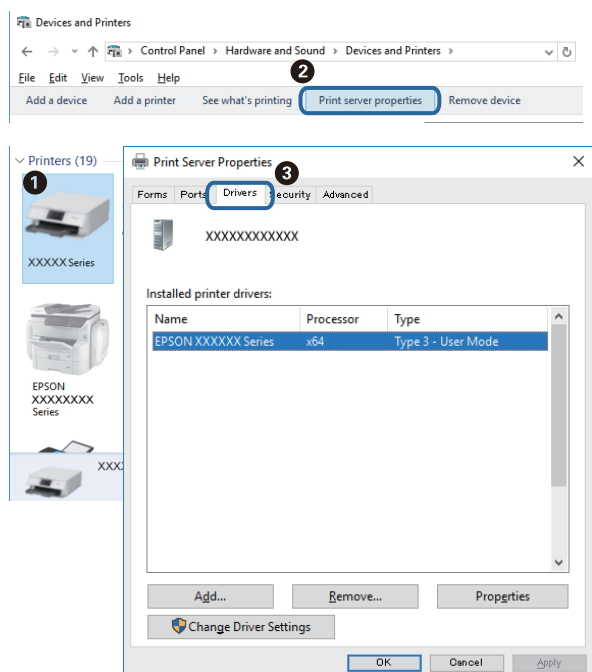 Devices and Printers
Control Panel > Hardware and Sound > Devices and Printers >
2
File Edit View Tools Help
Add a device Add a printer See what's printing Print server properties Remove device
Printers (19)
1
XXXXX Series
EPSON
XXXXXXXX
Series
XXX
Print Server Properties
3
Forms Ports Drivers Security Advanced
XXXXXXXXXXXX
Installed printer drivers:
Name Processor Type
EPSON XXXXXX Series x64 Type 3 - User Mode
Add... Remove... Properties
Change Driver Settings
OK Cancel Apply